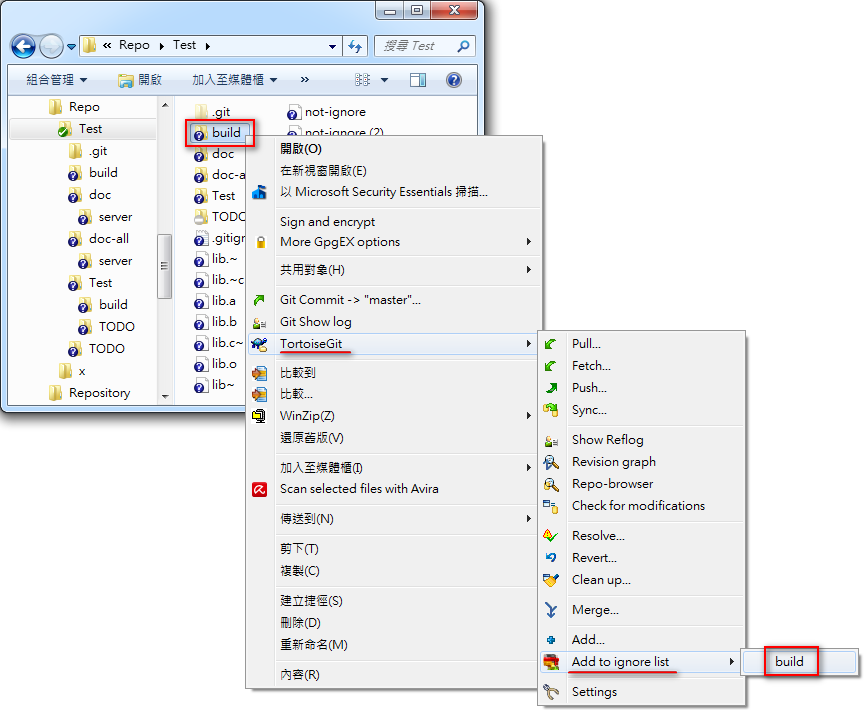 « Repo ▸ Test ▸
搜尋 Test
組合管理 ▼
開啟
加入至媒體櫃 ▼
»
Repo
Test
.git
build
doc
server
doc-all
server
Test
build
TODO
TODO
x
Repository
.git
build
doc
doc-a
Test
TODO
.gitign
lib.~
lib.~c
lib.a
lib.b
lib.c~
lib.o
lib~
not-ignore
not-ignore (2)
開啟(O)
在新視窗開啟(E)
以 Microsoft Security Essentials 掃描...
Sign and encrypt
More GpgEX options
共用對象(H)
Git Commit -> "master"...
Git Show log
TortoiseGit
比較到
比較...
WinZip(Z)
還原舊版(V)
加入至媒體櫃(I)
Scan selected files with Avira
傳送到(N)
剪下(T)
複製(C)
建立捷徑(S)
刪除(D)
重新命名(M)
內容(R)
Pull...
Fetch...
Push...
Sync...
Show Reflog
Revision graph
Repo-browser
Check for modifications
Resolve...
Revert...
Clean up...
Merge...
Add...
Add to ignore list
Settings
build